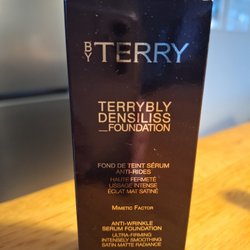 BY TERRY
TERRYBLY
DENSILISS
_FOUNDATION
FOND DE TEINT SÉRUM
ANTI-RIDES
HAUTE FERMETÉ
LISSAGE INTENSE
ÉCLAT MAT SATINÉ
MIMETIC FACTOR
ANTI-WRINKLE
SERUM FOUNDATION
ULTRA-FIRMING
INTENSELY SMOOTHING
SATIN MATTE RADIANCE